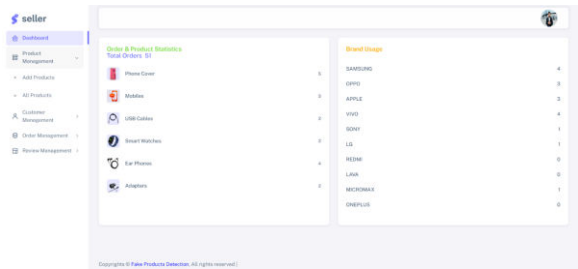 seller
Dashboard
Product
Management
Add Products
All Products
Customer
Management
Order Management
Review Management
Order & Product Statistics
Total Orders 51
Phone Cover
Mobiles
USB Cables
Smart Watches
Ear Phones
Adapters
Brand Usage
SAMSUNG 4
OPPO 3
APPLE 3
VIVO 4
SONY 1
LG 1
REDMI 0
LAVA 0
MICROMAX 1
ONEPLUS 0
Copyrights © Fake Products Detection, All rights reserved |